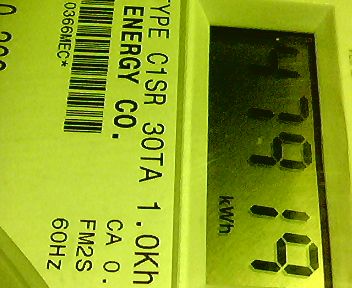 47919
kWh
TYPE C1SR 30TA 1.0Kh
ENERGY CO.
CA 0.
FM2S
60HZ
0366MEC*